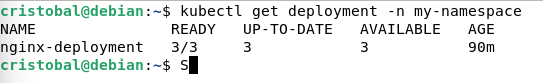 cristobal@debian:~$ kubectl get deployment -n my-namespace
NAME READY UP-TO-DATE AVAILABLE AGE
nginx-deployment 3/3 3 3 90m
cristobal@debian:~$ S